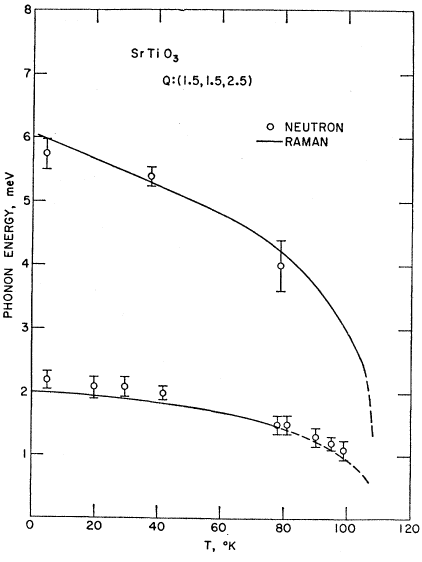 8
SrTiO3
Q:(1.5,1.5,2.5)
7
NEUTRON
RAMAN
6
5
4
3
2
1
PHONON ENERGY, meV
0 20 40 60 80 100 120
T, °K